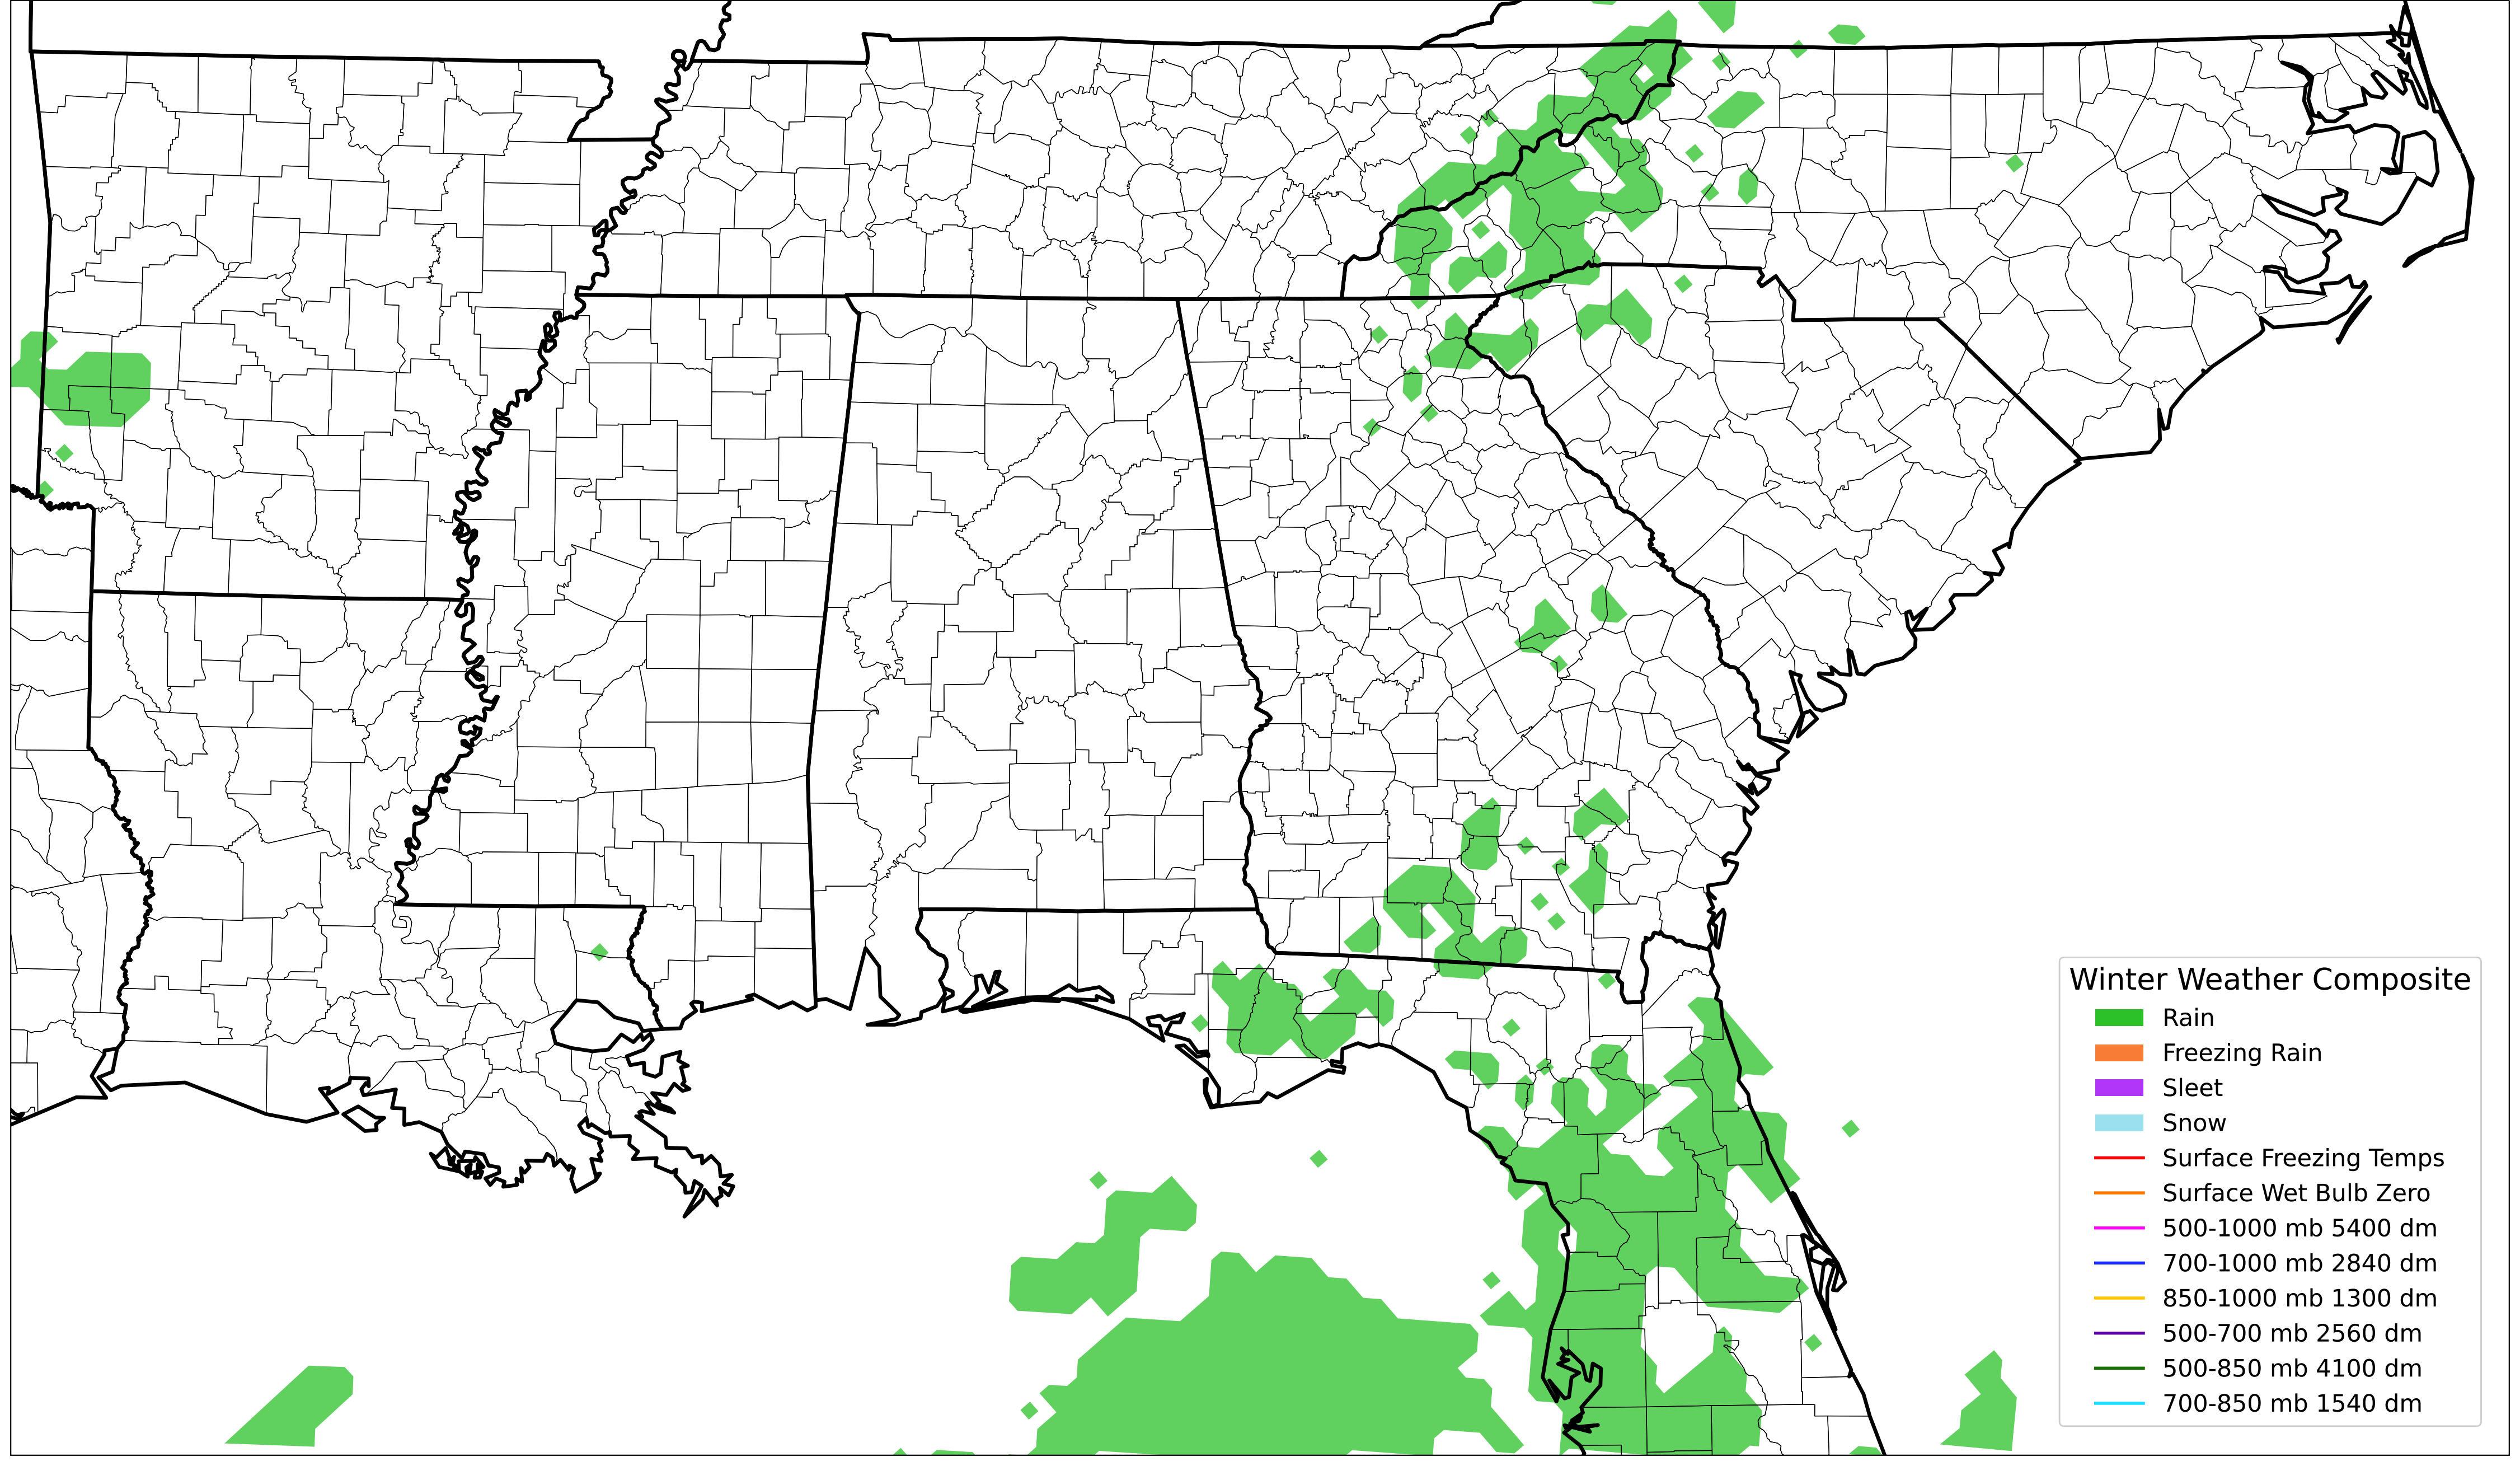 Winter Weather Composite
Rain
Freezing Rain
Sleet
Snow
Surface Freezing Temps
Surface Wet Bulb Zero
500-1000 mb 5400 dm
700-1000 mb 2840 dm
850-1000 mb 1300 dm
500-700 mb 2560 dm
500-850 mb 4100 dm
700-850 mb 1540 dm